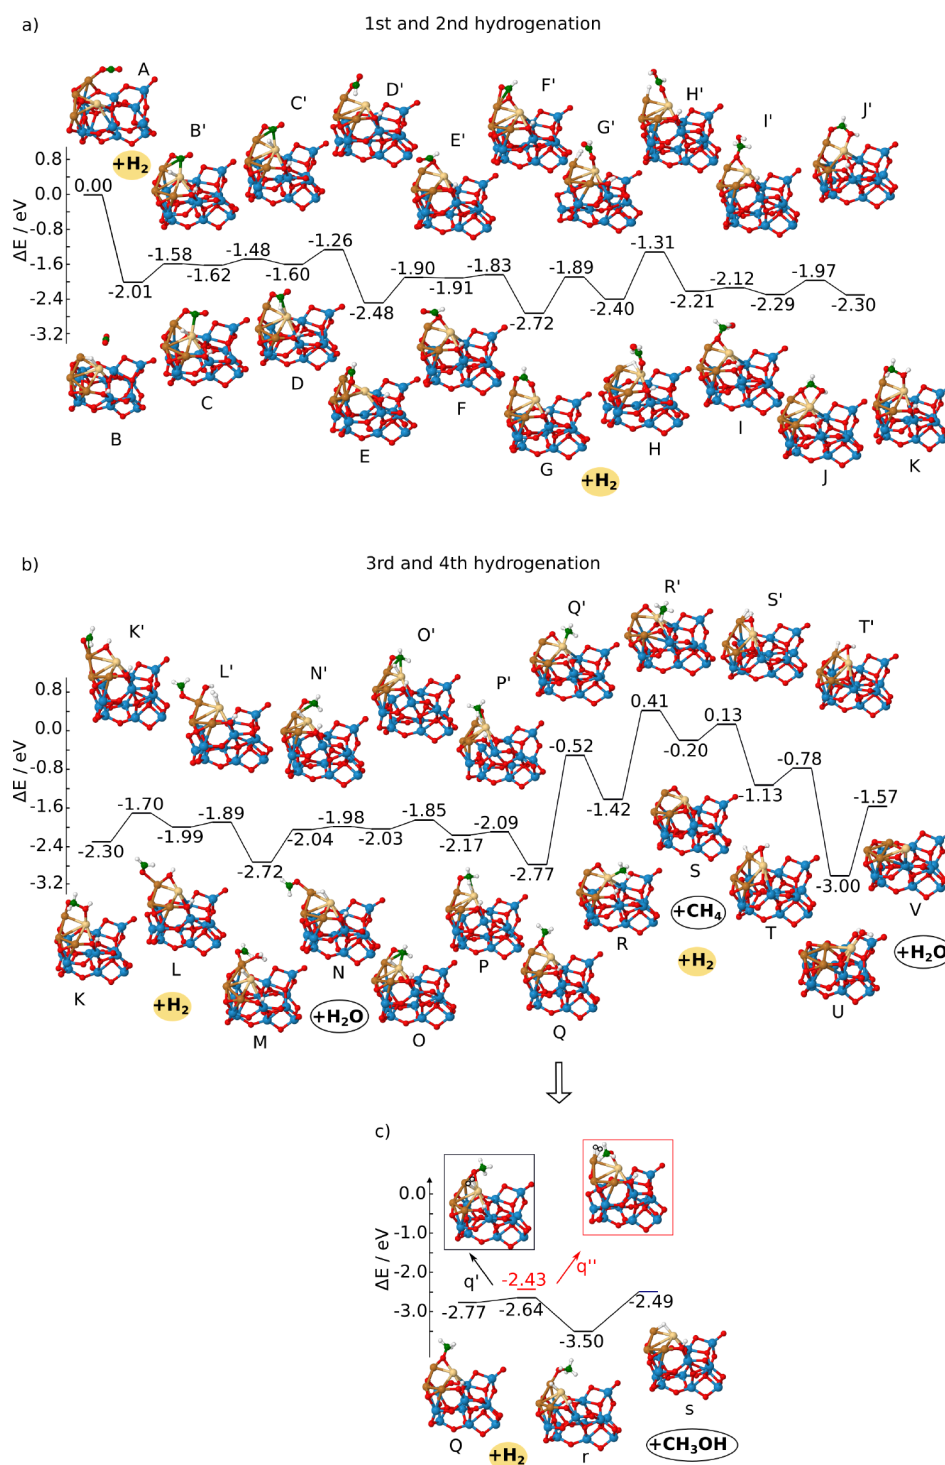 a)
1st and 2nd hydrogenation
A
B'
C'
D'
E'
F'
G'
H'
I'
J'
+H₂
ΔE / eV
0.8
0.0
-0.8
-1.6
-2.4
-3.2
0.00
-2.01
-1.58
-1.62
-1.48
-1.60
-1.26
-2.48
-1.90
-1.91
-1.83
-2.72
-1.89
-2.40
-1.31
-2.21
-2.12
-2.29
-1.97
-2.30
B
C
D
E
F
G
H
I
J
K
+H₂
b)
3rd and 4th hydrogenation
K'
L'
N'
O'
P'
Q'
R'
S'
T'
ΔE / eV
0.8
0.0
-0.8
-1.6
-2.4
-3.2
-2.30
-1.70
-1.99
-1.89
-2.72
-2.04
-1.98
-2.03
-1.85
-2.17
-2.09
-2.77
-0.52
-1.42
0.41
-0.20
0.13
-1.13
-0.78
-3.00
-1.57
K
L
M
N
O
P
Q
R
S
T
U
V
+H₂
+H₂O
+CH₄
+H₂
+H₂O
c)
ΔE / eV
0.0
-1.0
-2.0
-3.0
q'
q''
-2.43
-2.77
-2.64
-3.50
-2.49
Q
+H₂
r
s
+CH₃OH